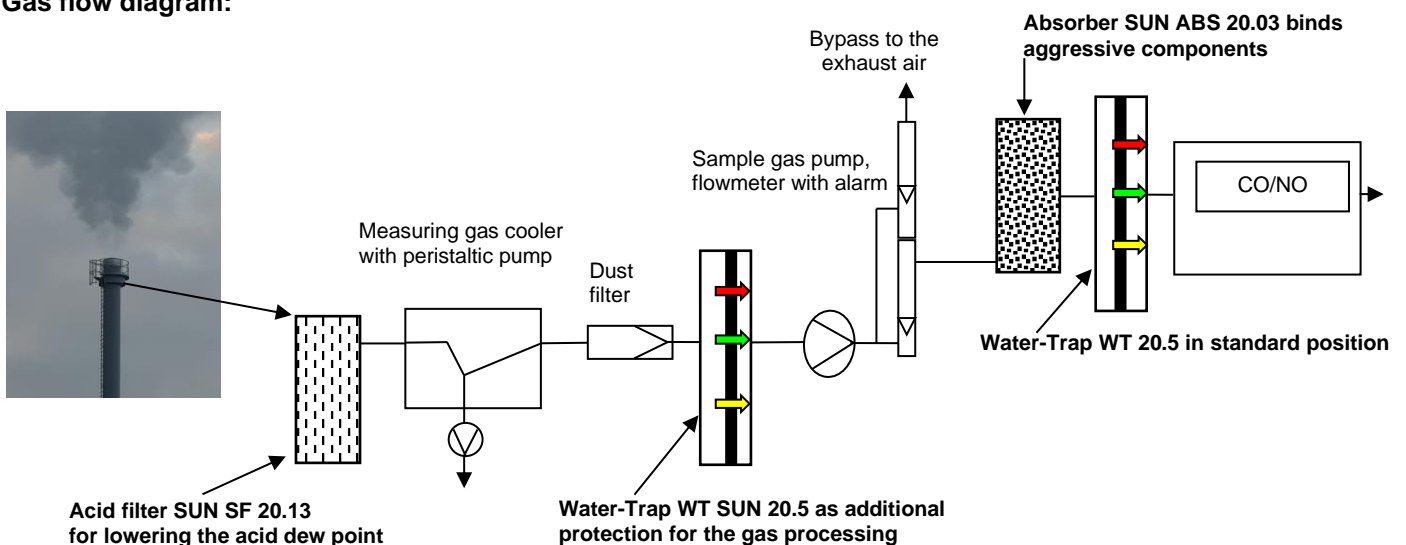 Gas flow diagram:
Absorber SUN ABS 20.03 binds
aggressive components
Bypass to the
exhaust air
Sample gas pump,
flowmeter with alarm
CO/NO
Measuring gas cooler
with peristaltic pump
Dust
filter
Water-Trap WT 20.5 in standard position
Acid filter SUN SF 20.13
for lowering the acid dew point
Water-Trap WT SUN 20.5 as additional
protection for the gas processing